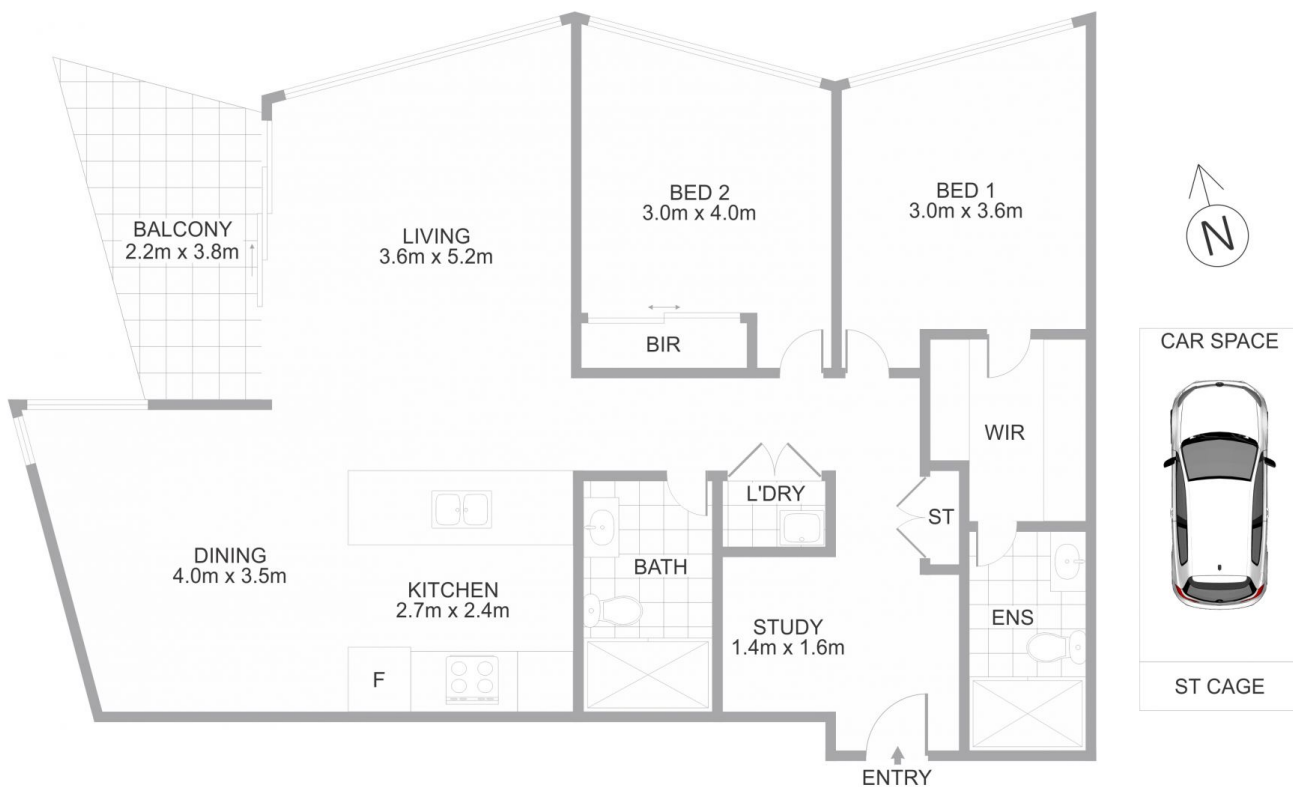 BALCONY
2.2m x 3.8m
LIVING
3.6m x 5.2m
BED 2
3.0m x 4.0m
BED 1
3.0m x 3.6m
N
BIR
CAR SPACE
WIR
L'DRY
ST
DINING
4.0m x 3.5m
KITCHEN
2.7m x 2.4m
BATH
STUDY
1.4m x 1.6m
ENS
F
ST CAGE
ENTRY